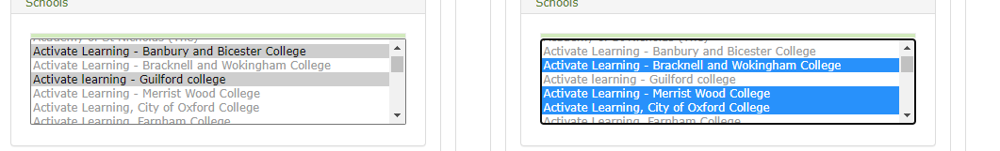 Schools
Activate Learning - Banbury and Bicester College
Activate Learning - Bracknell and Wokingham College
Activate learning - Guilford college
Activate Learning - Merrist Wood College
Activate Learning, City of Oxford College
Activate Learning, Farnham College
Schools
Activate Learning - Banbury and Bicester College
Activate Learning - Bracknell and Wokingham College
Activate learning - Guilford college
Activate Learning - Merrist Wood College
Activate Learning, City of Oxford College
Activate Learning, Farnham College